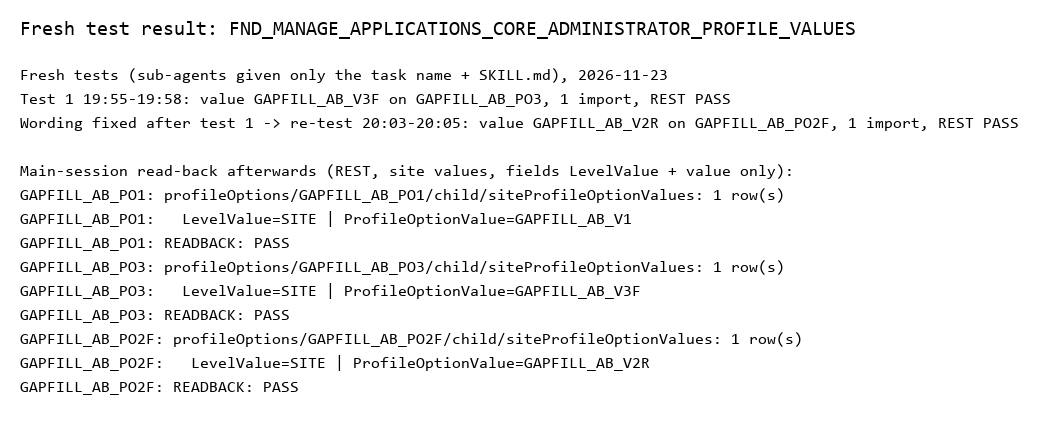 Fresh test result: FND_MANAGE_APPLICATIONS_CORE_ADMINISTRATOR_PROFILE_VALUES
Fresh tests (sub-agents given only the task name + SKILL.md), 2026-11-23
Test 1 19:55-19:58: value GAPFILL_AB_V3F on GAPFILL_AB_PO3, 1 import, REST PASS
Wording fixed after test 1 -> re-test 20:03-20:05: value GAPFILL_AB_V2R on GAPFILL_AB_PO2F, 1 import, REST PASS
Main-session read-back afterwards (REST, site values, fields LevelValue + value only):
GAPFILL_AB_PO1: profileOptions/GAPFILL_AB_PO1/child/siteProfileOptionValues: 1 row(s)
GAPFILL_AB_PO1:   LevelValue=SITE | ProfileOptionValue=GAPFILL_AB_V1
GAPFILL_AB_PO1: READBACK: PASS
GAPFILL_AB_PO3: profileOptions/GAPFILL_AB_PO3/child/siteProfileOptionValues: 1 row(s)
GAPFILL_AB_PO3:   LevelValue=SITE | ProfileOptionValue=GAPFILL_AB_V3F
GAPFILL_AB_PO3: READBACK: PASS
GAPFILL_AB_PO2F: profileOptions/GAPFILL_AB_PO2F/child/siteProfileOptionValues: 1 row(s)
GAPFILL_AB_PO2F:   LevelValue=SITE | ProfileOptionValue=GAPFILL_AB_V2R
GAPFILL_AB_PO2F: READBACK: PASS